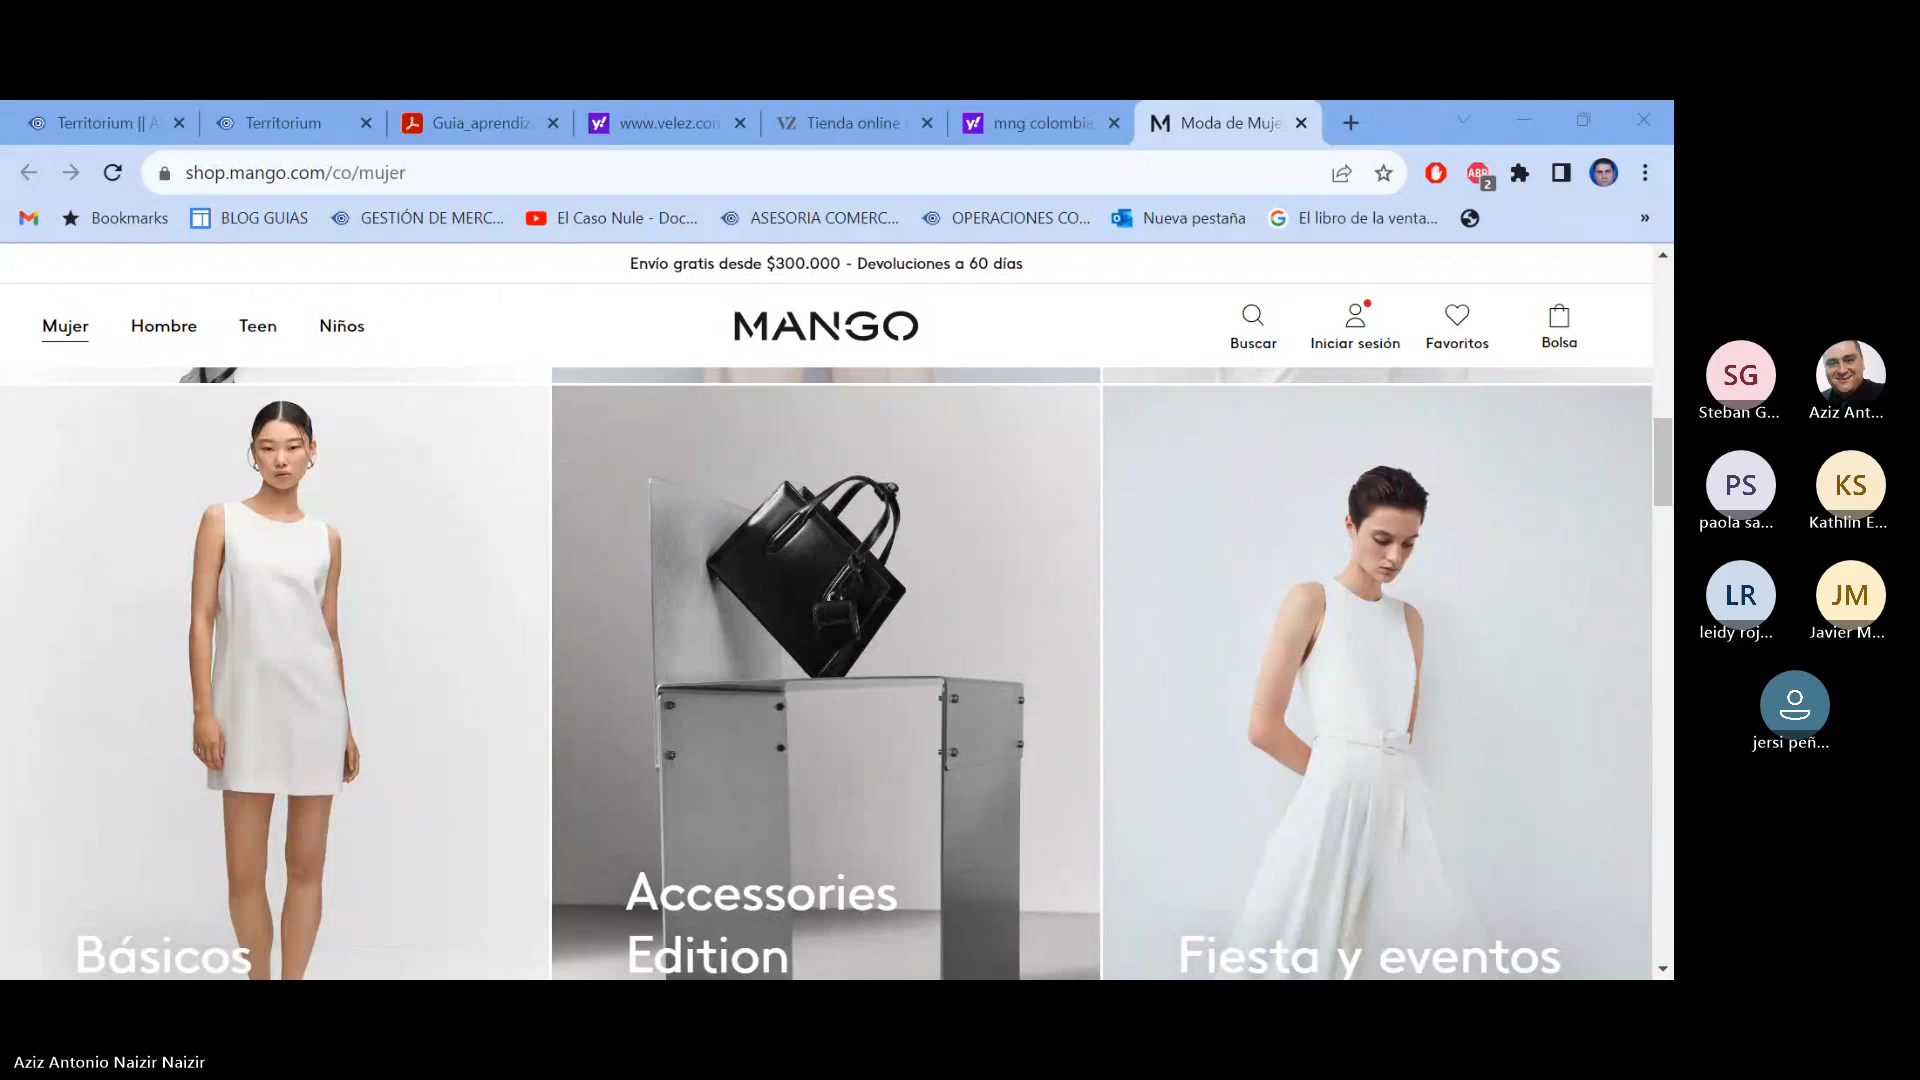 Territorium || A
Territorium
Guia_aprendiz
www.velez.con
VZ Tienda online
mng colombia
M Moda de Muje
shop.mango.com/co/mujer
ABP
2
Bookmarks
BLOG GUIAS
GESTIÓN DE MERC...
El Caso Nule - Doc...
ASESORIA COMERC...
OPERACIONES CO...
Nueva pestaña
El libro de la venta...
»
Envío gratis desde $300.000 - Devoluciones a 60 días
Mujer
Hombre
Teen
Niños
MANGO
Buscar
Iniciar sesión
Favoritos
Bolsa
Básicos
Accessories
Edition
Fiesta y eventos
SG
Steban G...
Aziz Ant...
PS
paola sa...
KS
Kathlin E...
LR
leidy roj...
JM
Javier M...
jersi peñ...
Aziz Antonio Naizir Naizir